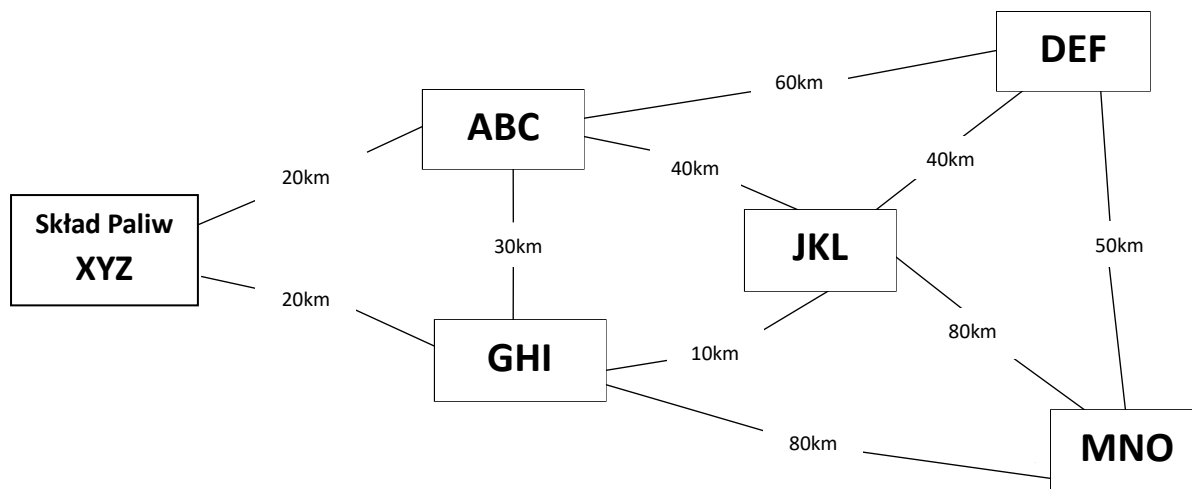 DEF
60km
ABC
20km
40km
40km
Skład Paliw
XYZ
JKL
30km
50km
20km
GHI
10km
80km
80km
MNO